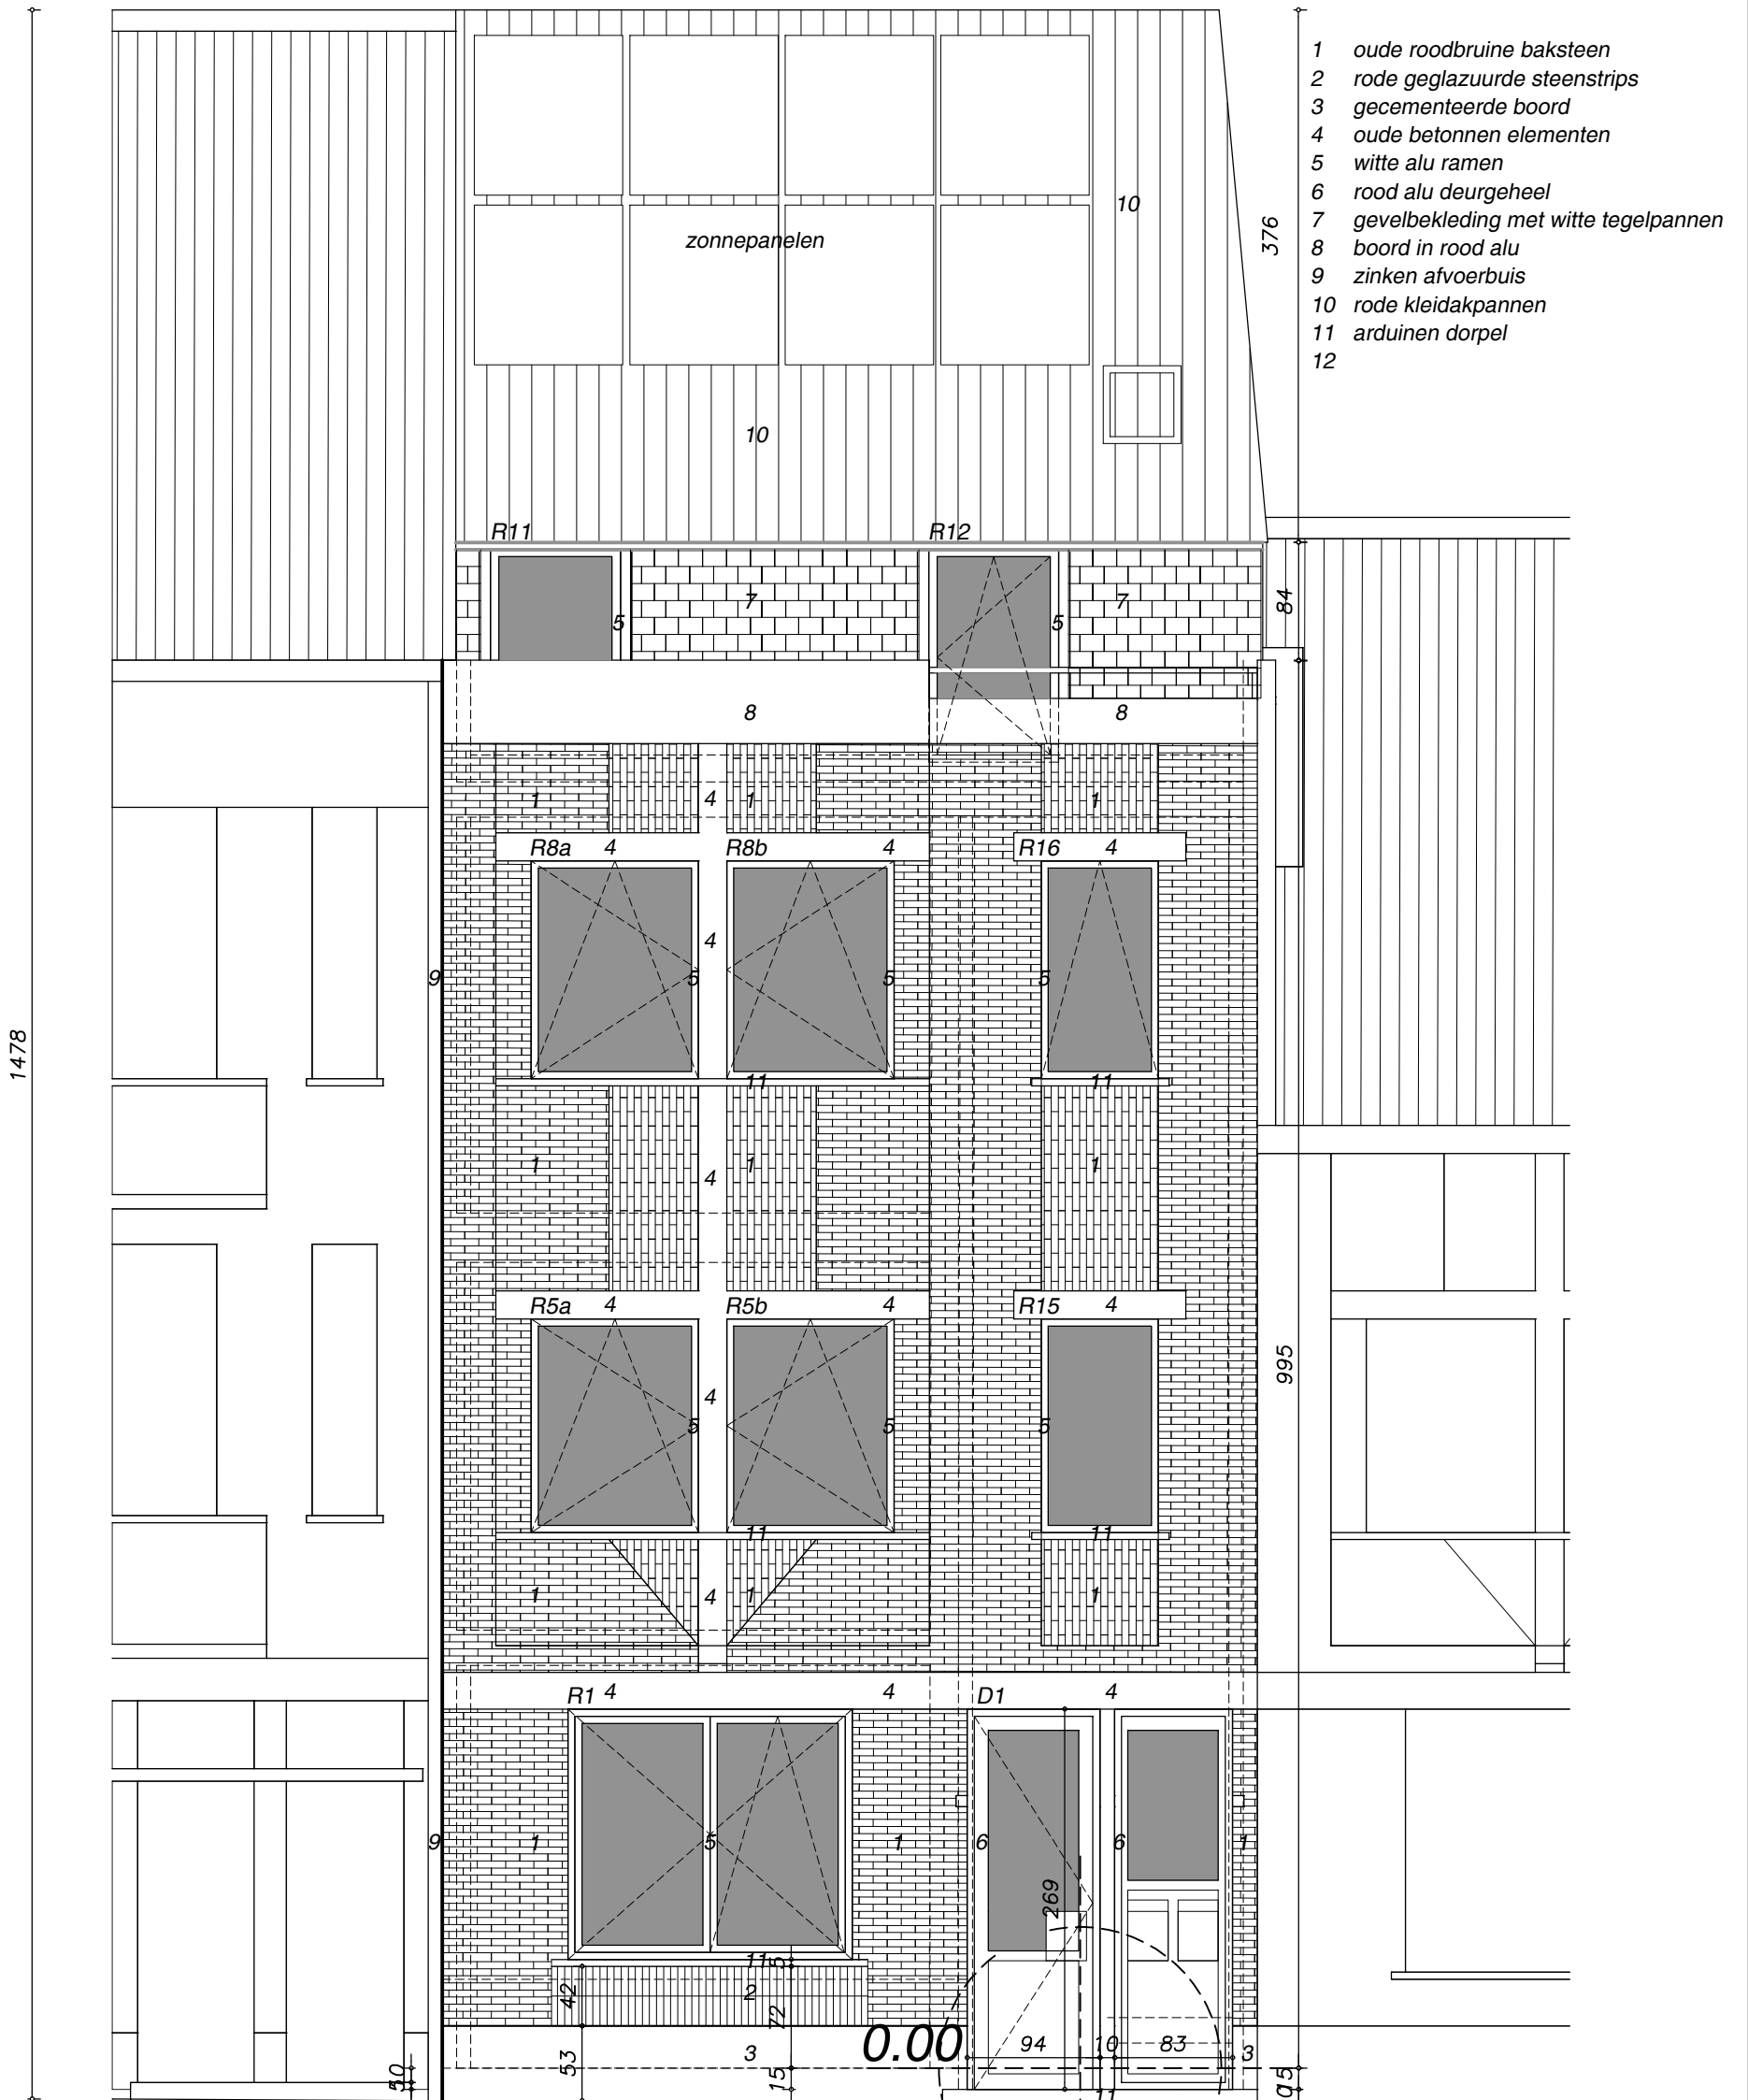 1 oude roodbruine baksteen
2 rode geglazuurde steenstrips
3 gecementeerde boord
4 oude betonnen elementen
5 witte alu ramen
6 rood alu deurgeheel
7 gevelbekleding met witte tegelpannen
8 boord in rood alu
9 zinken afvoerbuis
10 rode kleidakpannen
11 arduinen dorpel
12
10
376
zonnepanelen
10
R11 R12
7 7 84
5 5
8 8
1 4 1 1
R8a 4 R8b 4 R16 4
4
9 5 5 5
1478
11 11
1 4 1 1
R5a 4 R5b 4 R15 4
995
4
5 5 5
11 11
1 4 1 1
R1 4 4 D1 4
9 1 5 1 6 6 1
269
11 5
42 2
72
0.00 94 10 83
53 3 3
15
11